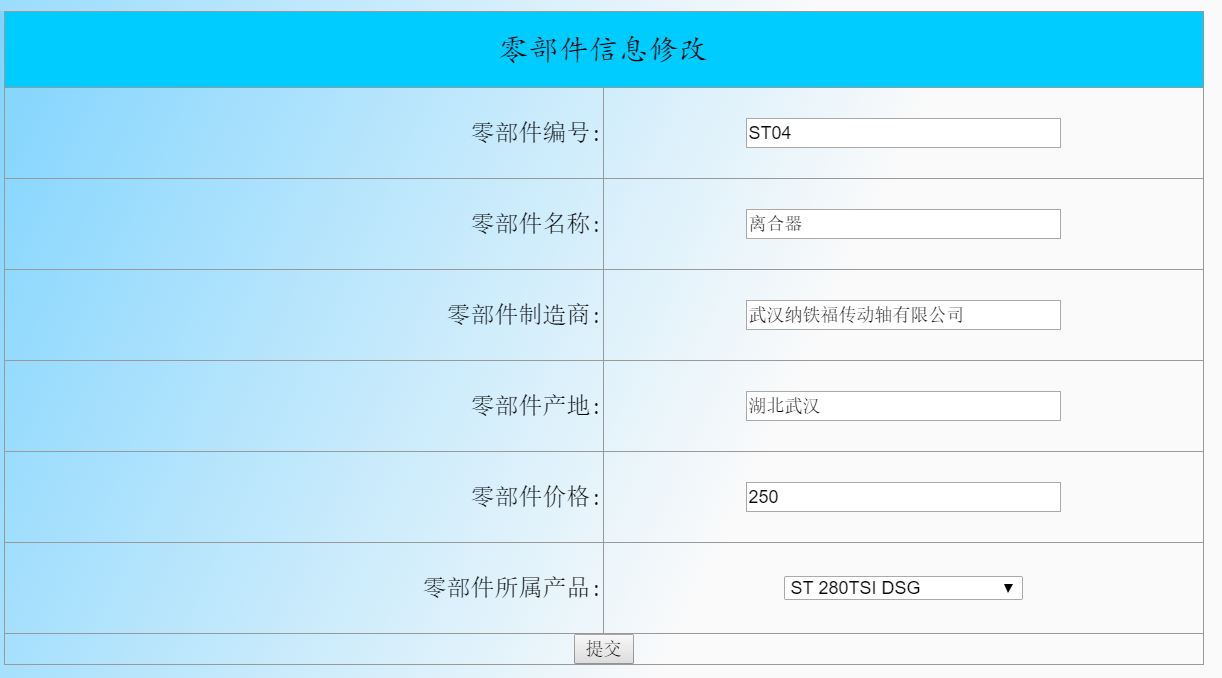 零部件信息修改
零部件编号: ST04
零部件名称: 离合器
零部件制造商: 武汉纳铁福传动轴有限公司
零部件产地: 湖北武汉
零部件价格: 250
零部件所属产品: ST 280TSI DSG
提交